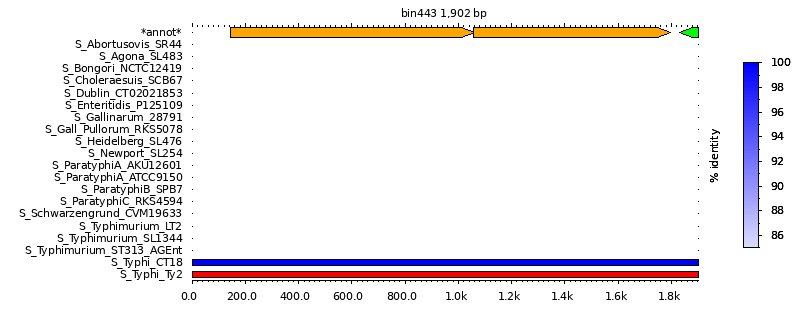 bin443 1,902 bp
*annot*
S_Abortusovis_SR44
S_Agona_SL483
S_Bongori_NCTC12419
S_Choleraesuis_SCB67
S_Dublin_CT02021853
S_Enteritidis_P125109
S_Gallinarum_28791
S_Gall_Pullorum_RKS5078
S_Heidelberg_SL476
S_Newport_SL254
S_ParatyphiA_AKU12601
S_ParatyphiA_ATCC9150
S_ParatyphiB_SPB7
S_ParatyphiC_RKS4594
S_Schwarzengrund_CVM19633
S_Typhimurium_LT2
S_Typhimurium_SL1344
S_Typhimurium_ST313_AGEnt
S_Typhi_CT18
S_Typhi_Ty2
0.0 200.0 400.0 600.0 800.0 1.0k 1.2k 1.4k 1.6k 1.8k
% identity
100
98
96
94
92
90
88
86